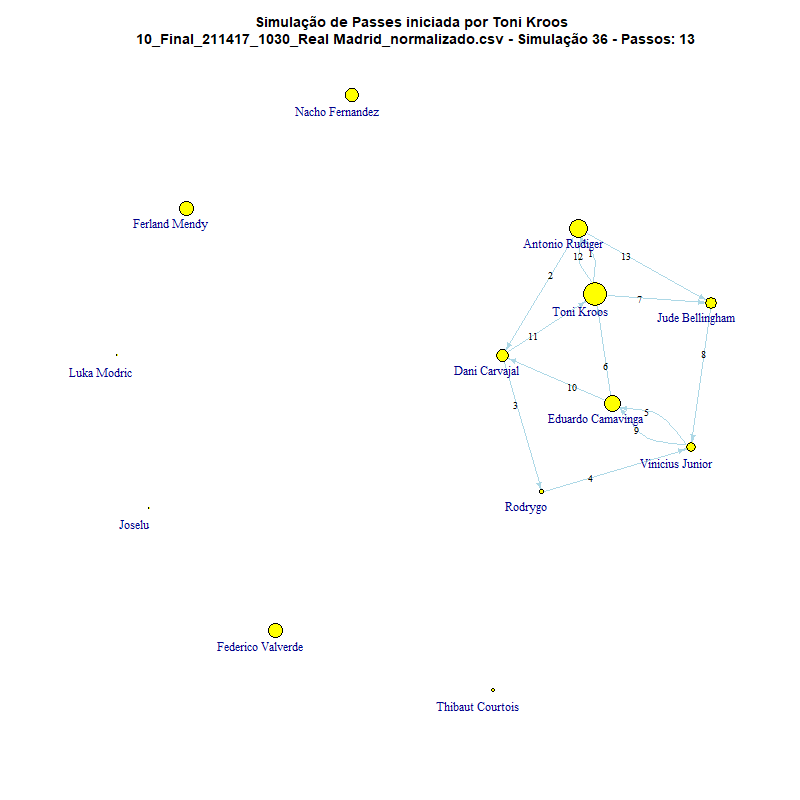 Simulação de Passes iniciada por Toni Kroos
10_Final_211417_1030_Real Madrid_normalizado.csv - Simulação 36 - Passos: 13
Nacho Fernandez
Ferland Mendy
Antonio Rudiger
1
12
13
2
7
Toni Kroos
Jude Bellingham
11
8
6
Luka Modric
Dani Carvajal
10
3
5
Eduardo Camavinga
9
Vinicius Junior
4
Rodrygo
Joselu
Federico Valverde
Thibaut Courtois